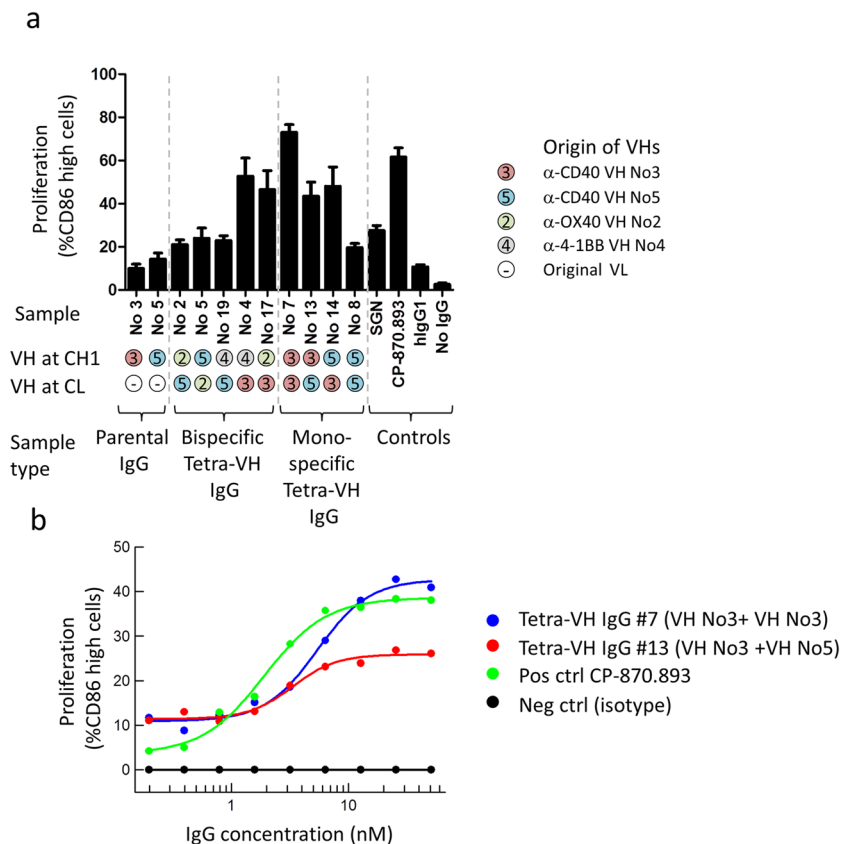 a
Proliferation
(%CD86 high cells)
100
80
60
40
20
0
Sample
No 3
No 5
No 2
No 5
No 19
No 4
No 17
No 7
No 13
No 14
No 8
SGN
CP-870.893
hIgG1
No IgG
VH at CH1
3 5 2 5 4 4 2 3 3 5 5
VH at CL
- - 5 2 5 3 3 3 5 3 5
Sample
type
Parental
IgG
Bispecific
Tetra-VH
IgG
Mono-
specific
Tetra-VH
IgG
Controls
Origin of VHs
3 α-CD40 VH No3
5 α-CD40 VH No5
2 α-OX40 VH No2
4 α-4-1BB VH No4
- Original VL
b
Proliferation
(%CD86 high cells)
50
40
30
20
10
0
1 10
IgG concentration (nM)
Tetra-VH IgG #7 (VH No3+ VH No3)
Tetra-VH IgG #13 (VH No3 +VH No5)
Pos ctrl CP-870.893
Neg ctrl (isotype)